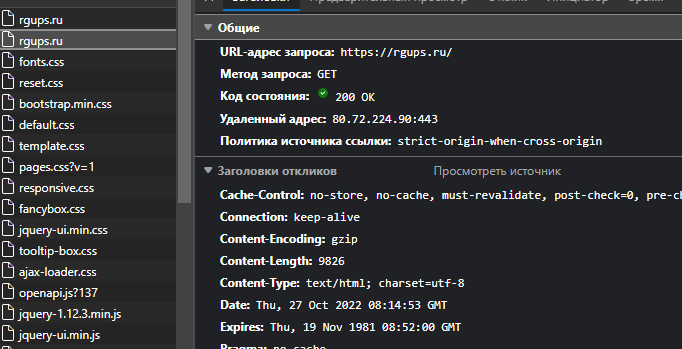 rgups.ru
rgups.ru
fonts.css
reset.css
bootstrap.min.css
default.css
template.css
pages.css?v=1
responsive.css
fancybox.css
jquery-ui.min.css
tooltip-box.css
ajax-loader.css
openapi.js?137
jquery-1.12.3.min.js
jquery-ui.min.js
Общие
URL-адрес запроса: https://rgups.ru/
Метод запроса: GET
Код состояния: 200 OK
Удаленный адрес: 80.72.224.90:443
Политика источника ссылки: strict-origin-when-cross-origin
Заголовки откликов Просмотреть источник
Cache-Control: no-store, no-cache, must-revalidate, post-check=0, pre-ch
Connection: keep-alive
Content-Encoding: gzip
Content-Length: 9826
Content-Type: text/html; charset=utf-8
Date: Thu, 27 Oct 2022 08:14:53 GMT
Expires: Thu, 19 Nov 1981 08:52:00 GMT
Pragma: no-cache